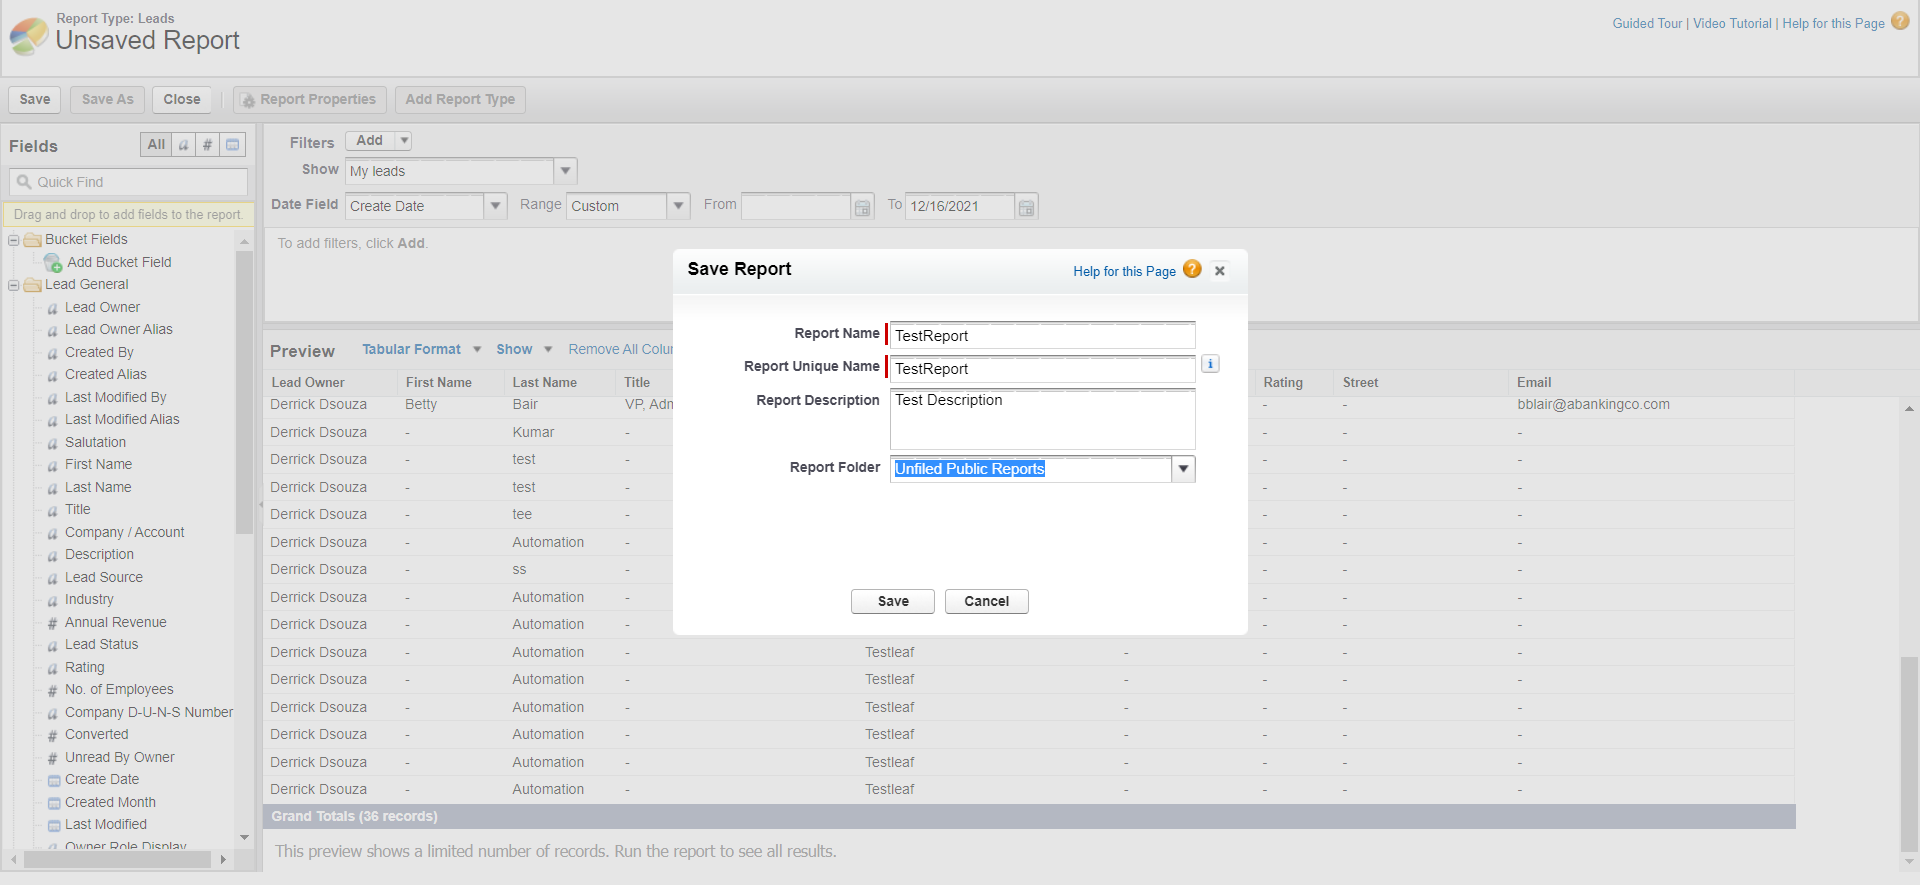 Report Type: Leads
Unsaved Report
Guided Tour | Video Tutorial | Help for this Page ?
Save Save As Close Report Properties Add Report Type
Fields All a #
Quick Find
Drag and drop to add fields to the report.
Bucket Fields
Add Bucket Field
Lead General
a Lead Owner
a Lead Owner Alias
a Created By
a Created Alias
a Last Modified By
a Last Modified Alias
a Salutation
a First Name
a Last Name
a Title
a Company / Account
a Description
a Lead Source
a Industry
# Annual Revenue
a Lead Status
a Rating
# No. of Employees
a Company D-U-N-S Number
# Converted
# Unread By Owner
Create Date
Created Month
Last Modified
Owner Role Display
Filters Add
Show My leads
Date Field Create Date Range Custom From To 12/16/2021
To add filters, click Add.
Preview Tabular Format Show Remove All Colu
Lead Owner First Name Last Name Title Rating Street Email
Derrick Dsouza Betty Bair VP, Adm - - bblair@abankingco.com
Derrick Dsouza - Kumar - - - -
Derrick Dsouza - test - - - -
Derrick Dsouza - test - - - -
Derrick Dsouza - tee - - - -
Derrick Dsouza - Automation - - - -
Derrick Dsouza - ss - - - -
Derrick Dsouza - Automation - - - -
Derrick Dsouza - Automation - - - -
Derrick Dsouza - Automation - Testleaf - - - -
Derrick Dsouza - Automation - Testleaf - - - -
Derrick Dsouza - Automation - Testleaf - - - -
Derrick Dsouza - Automation - Testleaf - - - -
Derrick Dsouza - Automation - Testleaf - - - -
Derrick Dsouza - Automation - Testleaf - - - -
Grand Totals (36 records)
This preview shows a limited number of records. Run the report to see all results.
Save Report Help for this Page ?
Report Name TestReport
Report Unique Name TestReport i
Report Description Test Description
Report Folder Unfiled Public Reports
Save Cancel